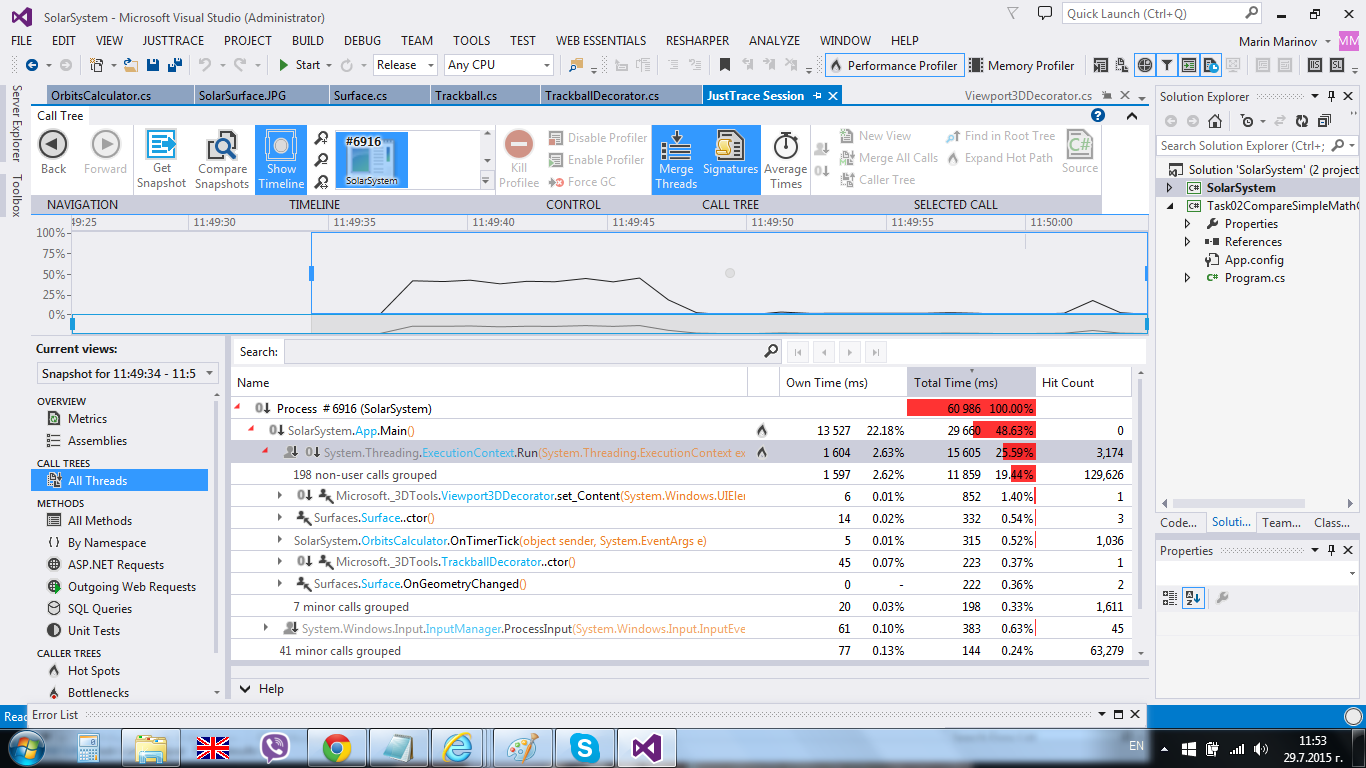 SolarSystem - Microsoft Visual Studio (Administrator)
Quick Launch (Ctrl+Q)
FILE EDIT VIEW JUSTTRACE PROJECT BUILD DEBUG TEAM TOOLS TEST WEB ESSENTIALS RESHARPER ANALYZE WINDOW HELP
Marin Marinov MM
Start Release Any CPU Performance Profiler Memory Profiler
Server Explorer
Toolbox
OrbitsCalculator.cs SolarSurface.JPG Surface.cs Trackball.cs TrackballDecorator.cs JustTrace Session Viewport3DDecorator.cs
Call Tree
Back
Forward
Get Snapshot
Compare Snapshots
Show Timeline
#6916
SolarSystem
Kill Profilee
Disable Profiler
Enable Profiler
Force GC
Merge Threads
Signatures
Average Times
New View
Merge All Calls
Caller Tree
Find in Root Tree
Expand Hot Path
Source
NAVIGATION TIMELINE CONTROL CALL TREE SELECTED CALL
49:25 11:49:30 11:49:35 11:49:40 11:49:45 11:49:50 11:49:55 11:50:00
100%
75%
50%
25%
0%
Current views:
Snapshot for 11:49:34 - 11:5
OVERVIEW
Metrics
Assemblies
CALL TREES
All Threads
METHODS
All Methods
By Namespace
ASP.NET Requests
Outgoing Web Requests
SQL Queries
Unit Tests
CALLER TREES
Hot Spots
Bottlenecks
Search:
Name Own Time (ms) Total Time (ms) Hit Count
Process # 6916 (SolarSystem) 60 986 100.00%
SolarSystem.App.Main() 13 527 22.18% 29 660 48.63% 0
System.Threading.ExecutionContext.Run(System.Threading.ExecutionContext ex 1 604 2.63% 15 605 25.59% 3,174
198 non-user calls grouped 1 597 2.62% 11 859 19.44% 129,626
Microsoft._3DTools.Viewport3DDecorator.set_Content(System.Windows.UIElen 6 0.01% 852 1.40% 1
Surfaces.Surface..ctor() 14 0.02% 332 0.54% 3
SolarSystem.OrbitsCalculator.OnTimerTick(object sender, System.EventArgs e) 5 0.01% 315 0.52% 1,036
Microsoft._3DTools.TrackballDecorator..ctor() 45 0.07% 223 0.37% 1
Surfaces.Surface.OnGeometryChanged() 0 - 222 0.36% 2
7 minor calls grouped 20 0.03% 198 0.33% 1,611
System.Windows.Input.InputManager.ProcessInput(System.Windows.Input.InputEve 61 0.10% 383 0.63% 45
41 minor calls grouped 77 0.13% 144 0.24% 63,279
Help
Solution Explorer
Search Solution Explorer (Ctrl+;
Solution 'SolarSystem' (2 project
SolarSystem
Task02CompareSimpleMathO
Properties
References
App.config
Program.cs
Code... Soluti... Team... Class...
Properties
Read
Error List
EN
11:53
29.7.2015 г.